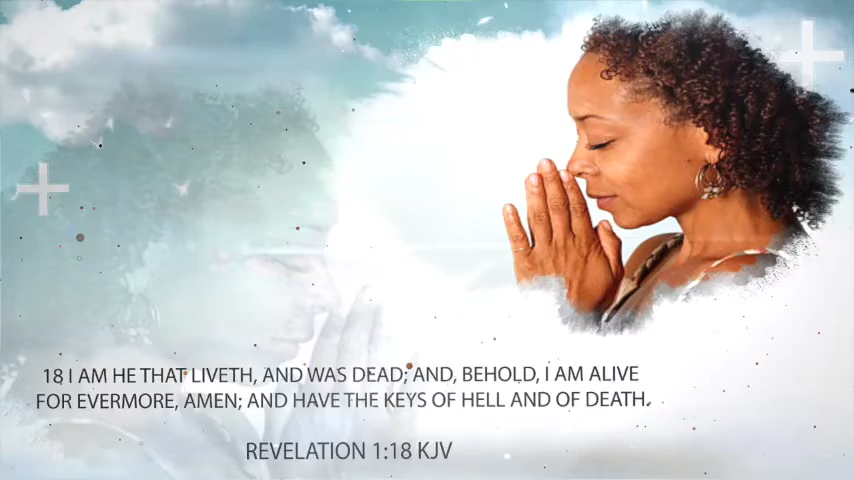 18 I AM HE THAT LIVETH, AND WAS DEAD; AND, BEHOLD, I AM ALIVE
FOR EVERMORE, AMEN; AND HAVE THE KEYS OF HELL AND OF DEATH.
REVELATION 1:18 KJV